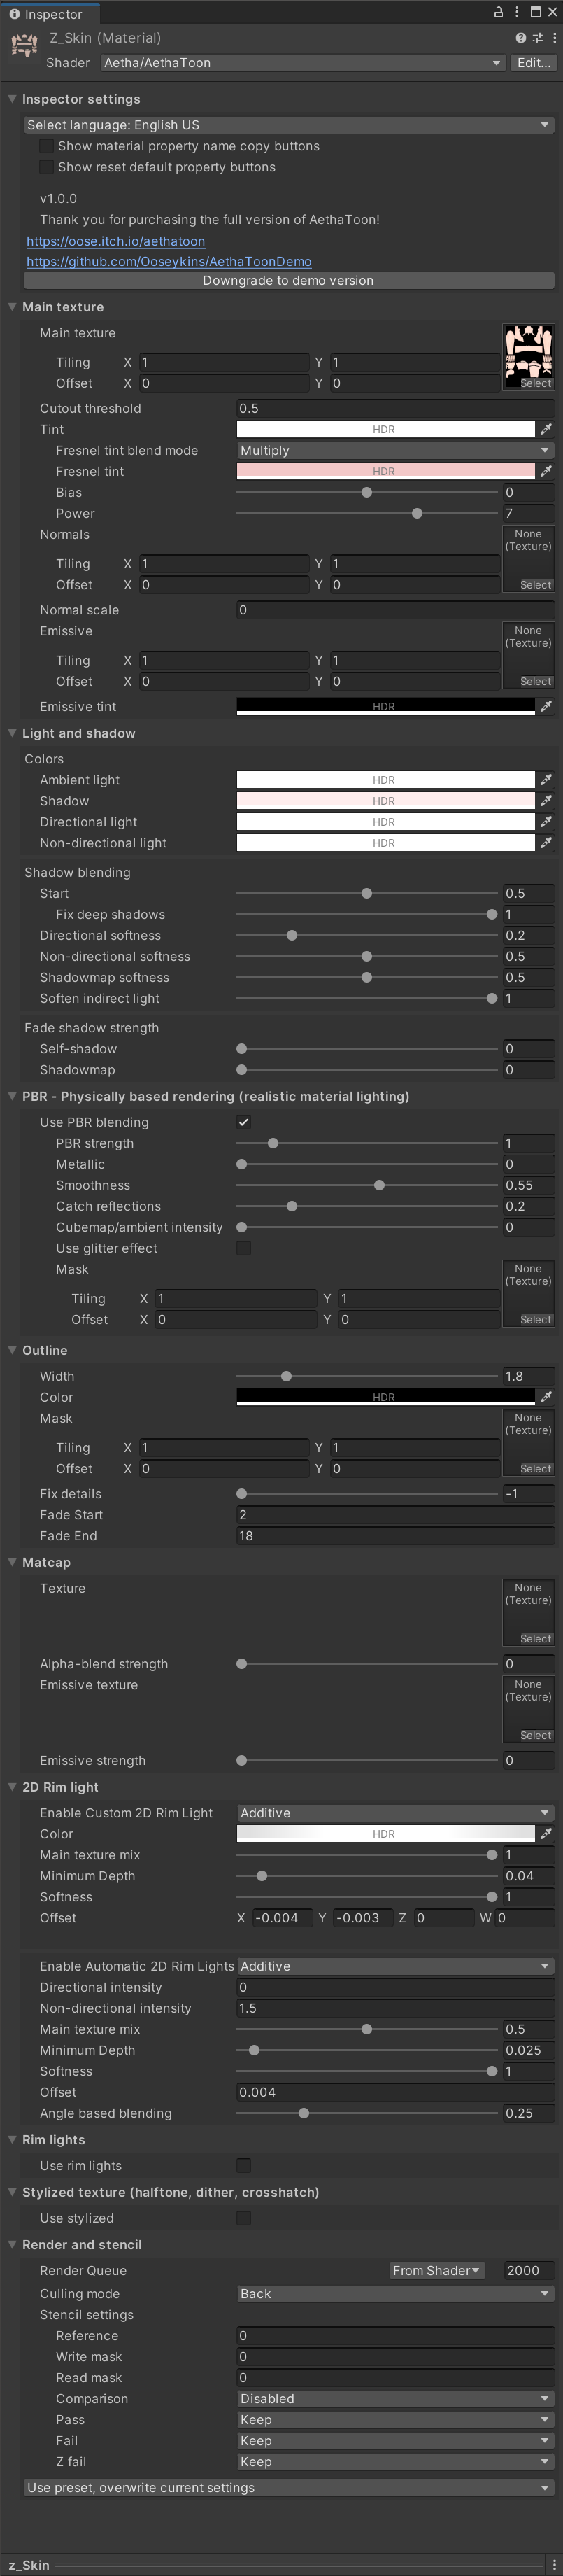 Inspector
Z_Skin (Material)
Shader Aetha/AethaToon Edit...
Inspector settings
Select language: English US
Show material property name copy buttons
Show reset default property buttons
v1.0.0
Thank you for purchasing the full version of AethaToon!
https://oose.itch.io/aethatoon
https://github.com/Ooseykins/AethaToonDemo
Downgrade to demo version
Main texture
Main texture
Tiling X 1 Y 1
Offset X 0 Y 0 Select
Cutout threshold 0.5
Tint HDR
Fresnel tint blend mode Multiply
Fresnel tint HDR
Bias 0
Power 7
Normals None
(Texture)
Tiling X 1 Y 1
Offset X 0 Y 0 Select
Normal scale 0
Emissive None
(Texture)
Tiling X 1 Y 1
Offset X 0 Y 0 Select
Emissive tint HDR
Light and shadow
Colors
Ambient light HDR
Shadow HDR
Directional light HDR
Non-directional light HDR
Shadow blending
Start 0.5
Fix deep shadows 1
Directional softness 0.2
Non-directional softness 0.5
Shadowmap softness 0.5
Soften indirect light 1
Fade shadow strength
Self-shadow 0
Shadowmap 0
PBR - Physically based rendering (realistic material lighting)
Use PBR blending
PBR strength 1
Metallic 0
Smoothness 0.55
Catch reflections 0.2
Cubemap/ambient intensity 0
Use glitter effect
Mask None
(Texture)
Tiling X 1 Y 1
Offset X 0 Y 0 Select
Outline
Width 1.8
Color HDR
Mask None
(Texture)
Tiling X 1 Y 1
Offset X 0 Y 0 Select
Fix details -1
Fade Start 2
Fade End 18
Matcap
Texture None
(Texture)
Select
Alpha-blend strength 0
Emissive texture None
(Texture)
Select
Emissive strength 0
2D Rim light
Enable Custom 2D Rim Light Additive
Color HDR
Main texture mix 1
Minimum Depth 0.04
Softness 1
Offset X -0.004 Y -0.003 Z 0 W 0
Enable Automatic 2D Rim Lights Additive
Directional intensity 0
Non-directional intensity 1.5
Main texture mix 0.5
Minimum Depth 0.025
Softness 1
Offset 0.004
Angle based blending 0.25
Rim lights
Use rim lights
Stylized texture (halftone, dither, crosshatch)
Use stylized
Render and stencil
Render Queue From Shader 2000
Culling mode Back
Stencil settings
Reference 0
Write mask 0
Read mask 0
Comparison Disabled
Pass Keep
Fail Keep
Z fail Keep
Use preset, overwrite current settings
z_Skin